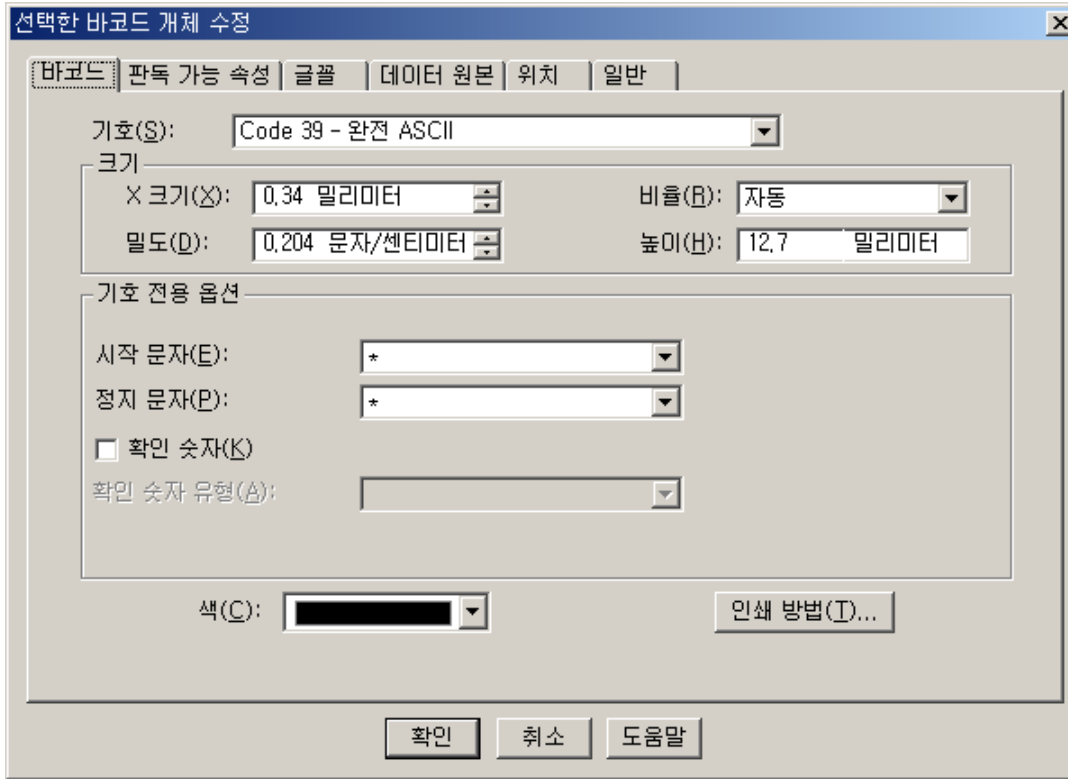 선택한 바코드 개체 수정
바코드 판독 가능 속성 글꼴 데이터 원본 위치 일반
기호(S): Code 39 - 완전 ASCII
크기
X 크기(X): 0.34 밀리미터 비율(R): 자동
밀도(D): 0.204 문자/센티미터 높이(H): 12.7 밀리미터
기호 전용 옵션
시작 문자(E): *
정지 문자(P): *
확인 숫자(K)
확인 숫자 유형(A):
색(C): 인쇄 방법(T)...
확인 취소 도움말